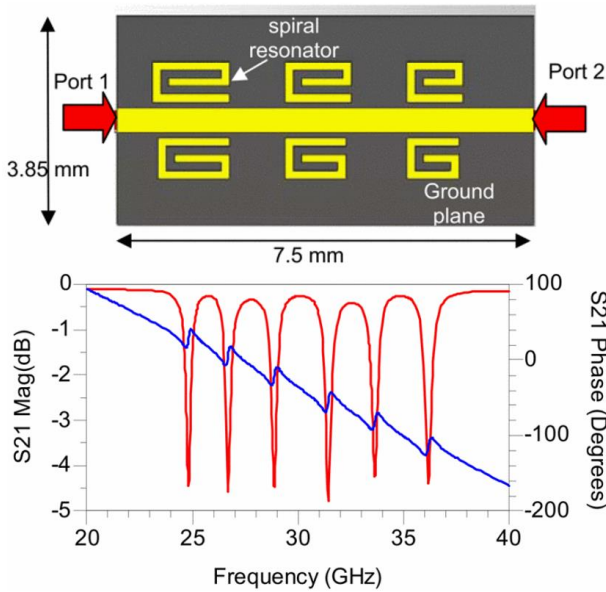 spiral
resonator
Port 1
Port 2
3.85 mm
Ground
plane
7.5 mm
0
-1
-2
-3
-4
-5
S21 Mag(dB)
100
0
-100
-200
S21 Phase (Degrees)
20
25
30
35
40
Frequency (GHz)